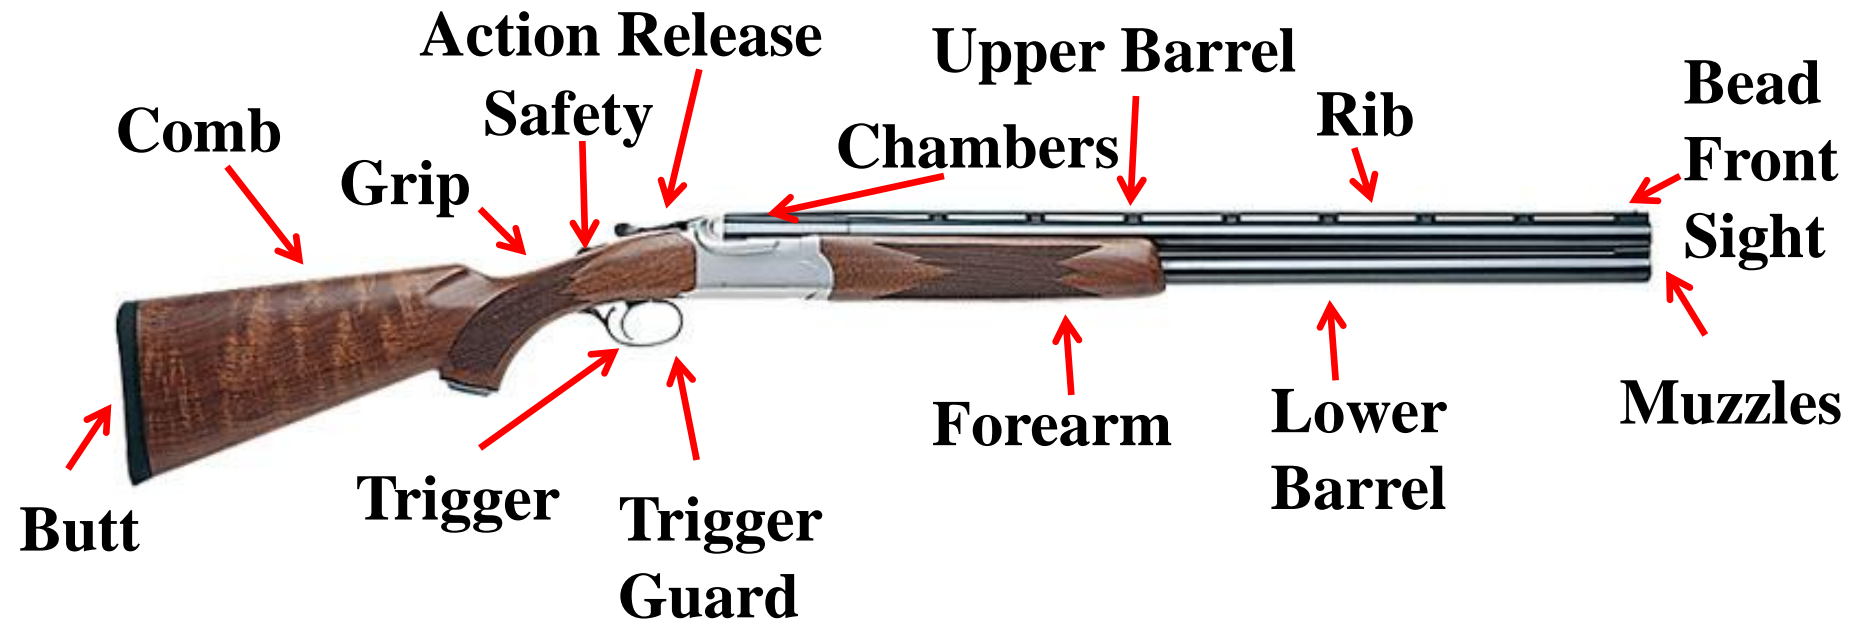 Action Release
Upper Barrel
Bead
Front
Sight
Safety
Rib
Comb
Chambers
Grip
Muzzles
Forearm
Lower
Barrel
Trigger
Trigger
Guard
Butt